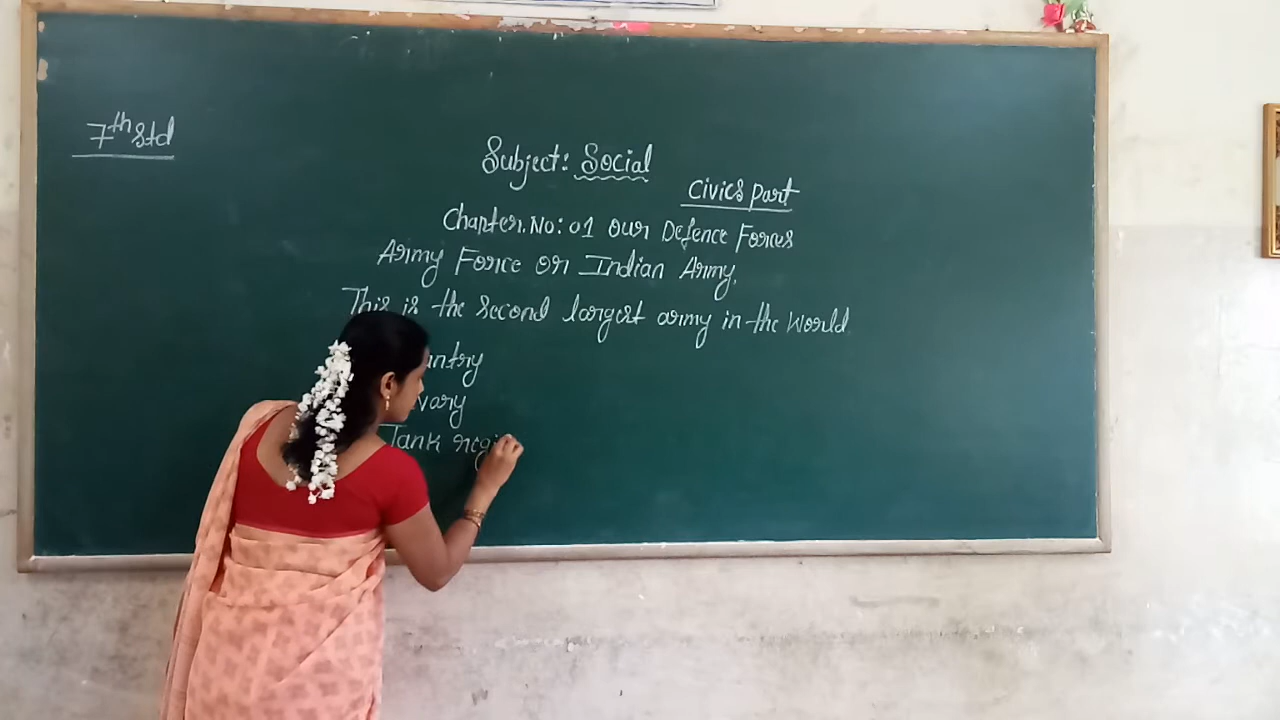 7th Std
Subject: Social
Civics Part
Chapter.No: 01 Our Defence Forces
Army Force or Indian Army.
This is the Second largest army in the World
Tank